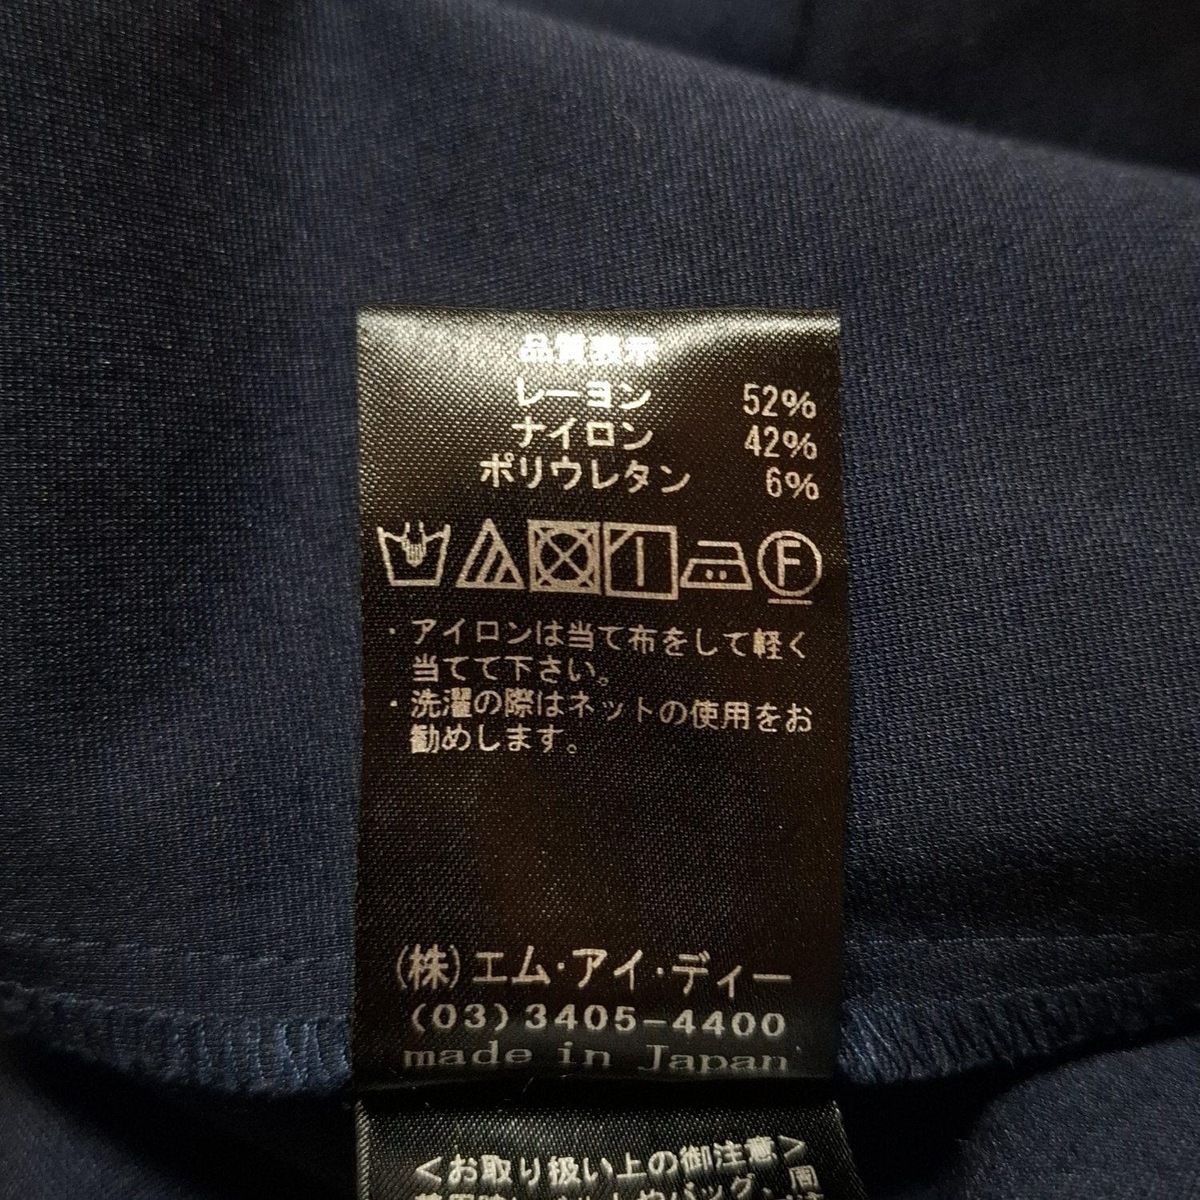 品質表示
レーヨン 52%
ナイロン 42%
ポリウレタン 6%
F
・アイロンは当て布をして軽く
当てて下さい。
・洗濯の際はネットの使用をお
勧めします。
(株)エム・アイ・ディー
(03)3405-4400
made in Japan
<お取り扱い上の御注意>